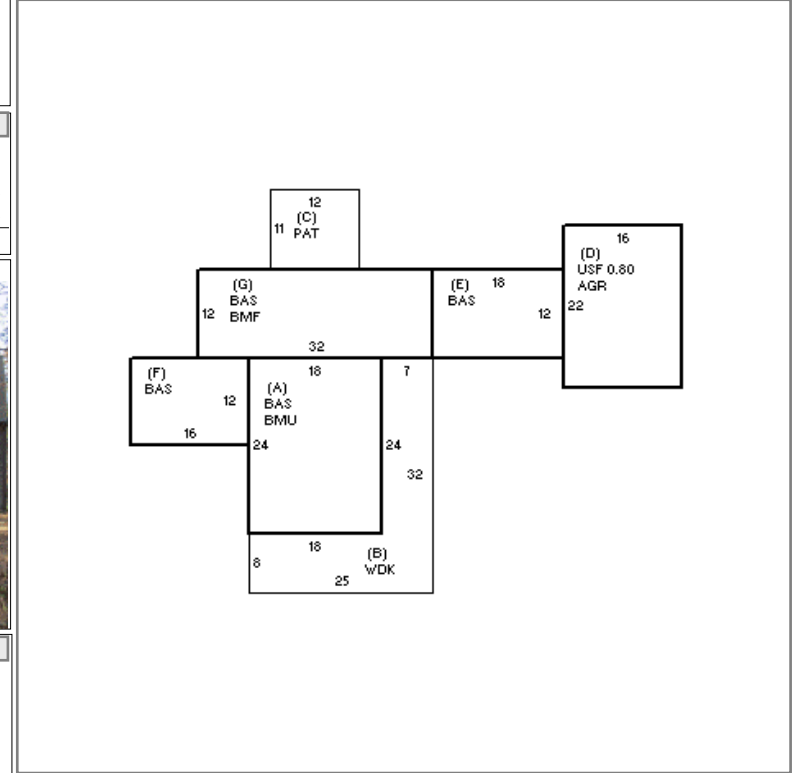 12
(C)
11
PAT
16
(D)
USF 0.80
AGR
22
(G)
BAS
BMF
12
32
(E)
BAS
18
12
(F)
BAS
12
16
18
(A)
BAS
BMU
24
7
24
32
18
8
(B)
WDK
25